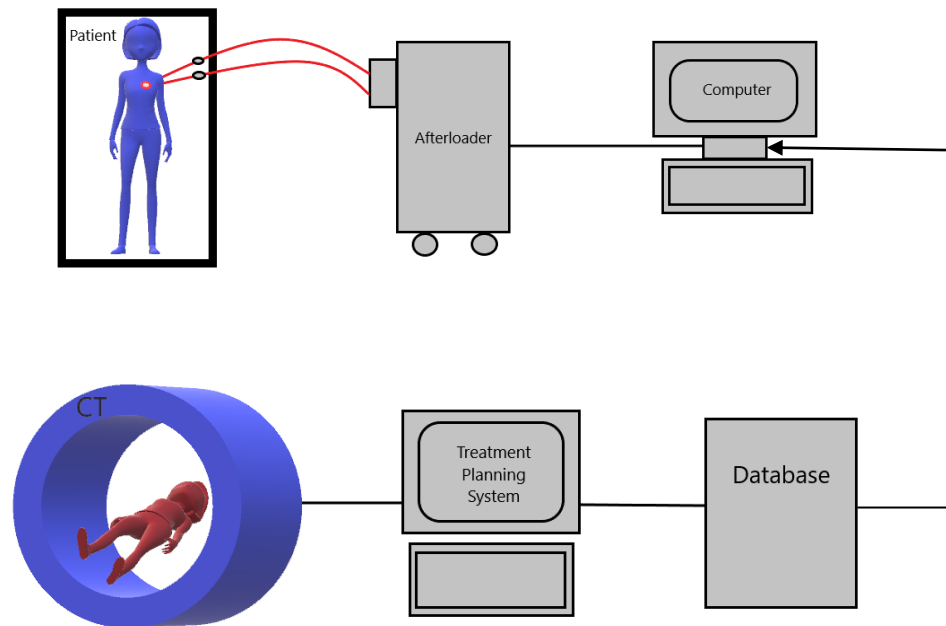 Patient
Afterloader
Computer
CT
Treatment
Planning
System
Database